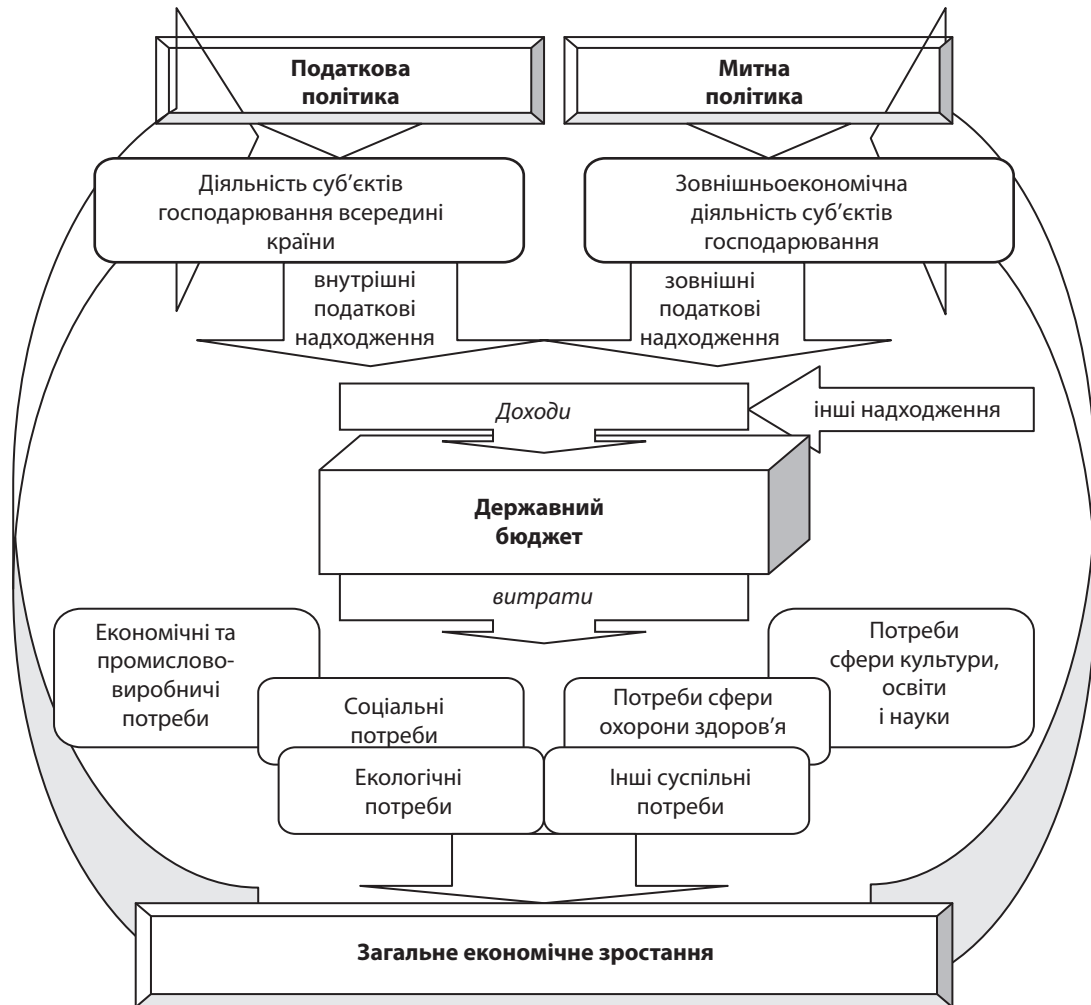 Податкова
політика
Митна
політика
Діяльність суб’єктів
господарювання всередині
країни
Зовнішньоекономічна
діяльність суб’єктів
господарювання
внутрішні
податкові
надходження
зовнішні
податкові
надходження
Доходи
інші надходження
Державний
бюджет
витрати
Економічні та
промислово-
виробничі
потреби
Соціальні
потреби
Потреби сфери
охорони здоров’я
Потреби
сфери культури,
освіти
і науки
Екологічні
потреби
Інші суспільні
потреби
Загальне економічне зростання